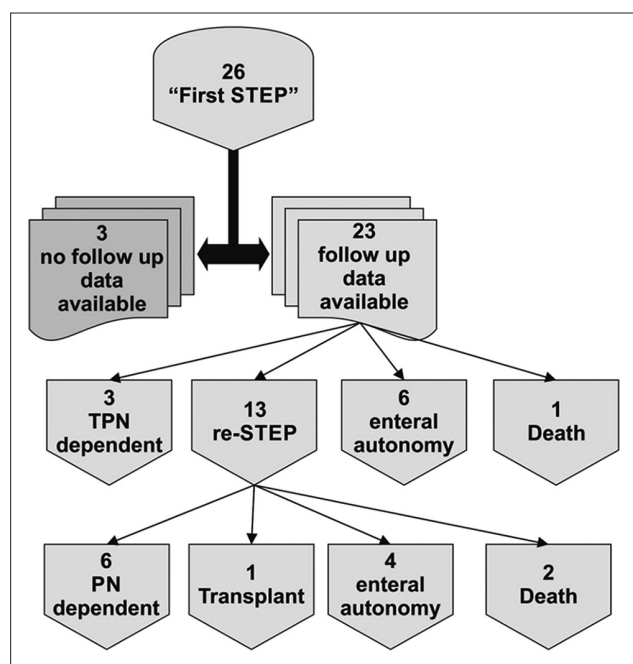 26
“First STEP”
3
no follow up
data
available
23
follow up
data
available
3
TPN
dependent
13
re-STEP
6
enteral
autonomy
1
Death
6
PN
dependent
1
Transplant
4
enteral
autonomy
2
Death